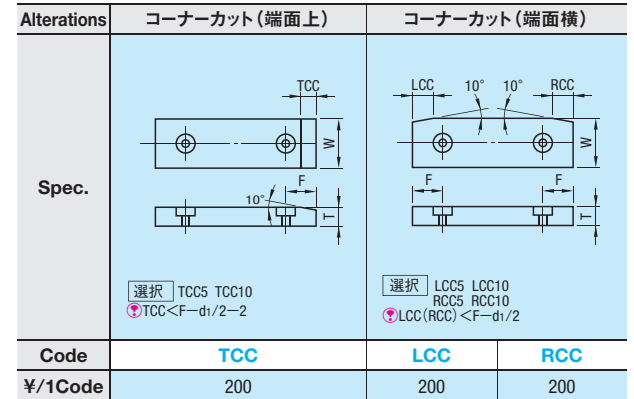 Alterations コーナーカット(端面上) コーナーカット(端面横)
Spec.
TCC
W
F
10°
T
選択 TCC5 TCC10
TCC<F−d1/2−2
LCC 10° 10° RCC
W
F F
T
選択 LCC5 LCC10
RCC5 RCC10
LCC(RCC)<F−d1/2
Code TCC LCC RCC
¥/1Code 200 200 200